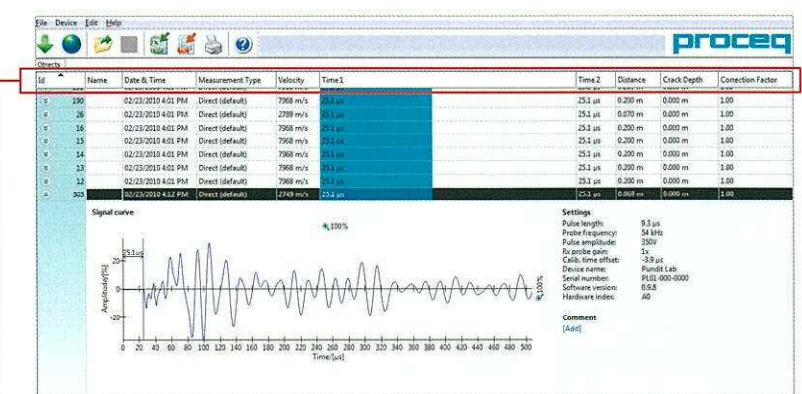 File Device Edit Help
proceq
Objects
Id Name Date & Time Measurement Type Velocity Time 1 Time 2 Distance Crack Depth Correction Factor
190 02/23/2010 4:01 PM Direct (default) 7968 m/s 25.1 µs 25.1 µs 0.200 m 0.000 m 1.00
26 02/23/2010 4:01 PM Direct (default) 2789 m/s 25.1 µs 25.1 µs 0.070 m 0.000 m 1.00
16 02/23/2010 4:01 PM Direct (default) 7968 m/s 25.1 µs 25.1 µs 0.200 m 0.000 m 1.00
15 02/23/2010 4:01 PM Direct (default) 7968 m/s 25.1 µs 25.1 µs 0.200 m 0.000 m 1.00
14 02/23/2010 4:01 PM Direct (default) 7968 m/s 25.1 µs 25.1 µs 0.200 m 0.000 m 1.00
13 02/23/2010 4:01 PM Direct (default) 7968 m/s 25.1 µs 25.1 µs 0.200 m 0.000 m 1.00
12 02/23/2010 4:01 PM Direct (default) 7968 m/s 25.1 µs 25.1 µs 0.200 m 0.000 m 1.00
02/23/2010 4:12 PM Direct (default) 2749 m/s 25.1 µs 25.1 µs 0.069 m 0.000 m 1.00
Signal curve
100%
25.1µs
Amplitude/[%]
20
0
-20
100%
0 20 40 60 80 100 120 140 160 180 200 220 240 260 280 300 320 340 360 380 400 420 440 460 480 500
Time/[µs]
Settings
Pulse length: 9.3 µs
Probe frequency: 54 kHz
Pulse amplitude: 350V
Rx probe gain: 1x
Calib. time offset: -3.9 µs
Device name: Pundit Lab
Serial number: PL01-000-0000
Software version: 0.9.8
Hardware index: A0
Comment
[Add]